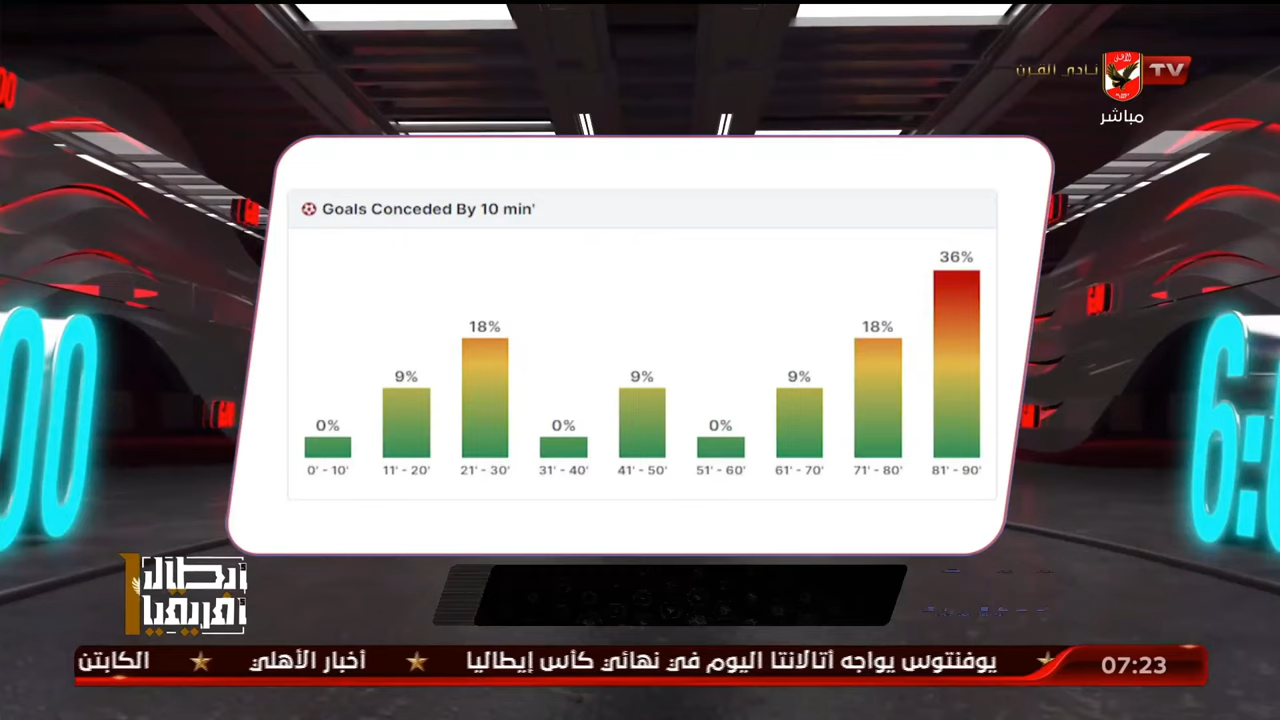 نادي القرن
TV
مباشر
Goals Conceded By 10 min'
36%
18%
18%
9%
9%
9%
0%
0%
0%
0' - 10'
11' - 20'
21' - 30'
31' - 40'
41' - 50'
51' - 60'
61' - 70'
71' - 80'
81' - 90'
أبطال
أفريقيا
يوفنتوس يواجه أتالانتا اليوم في نهائي كأس إيطاليا
أخبار الأهلي
الكابتن
07:23